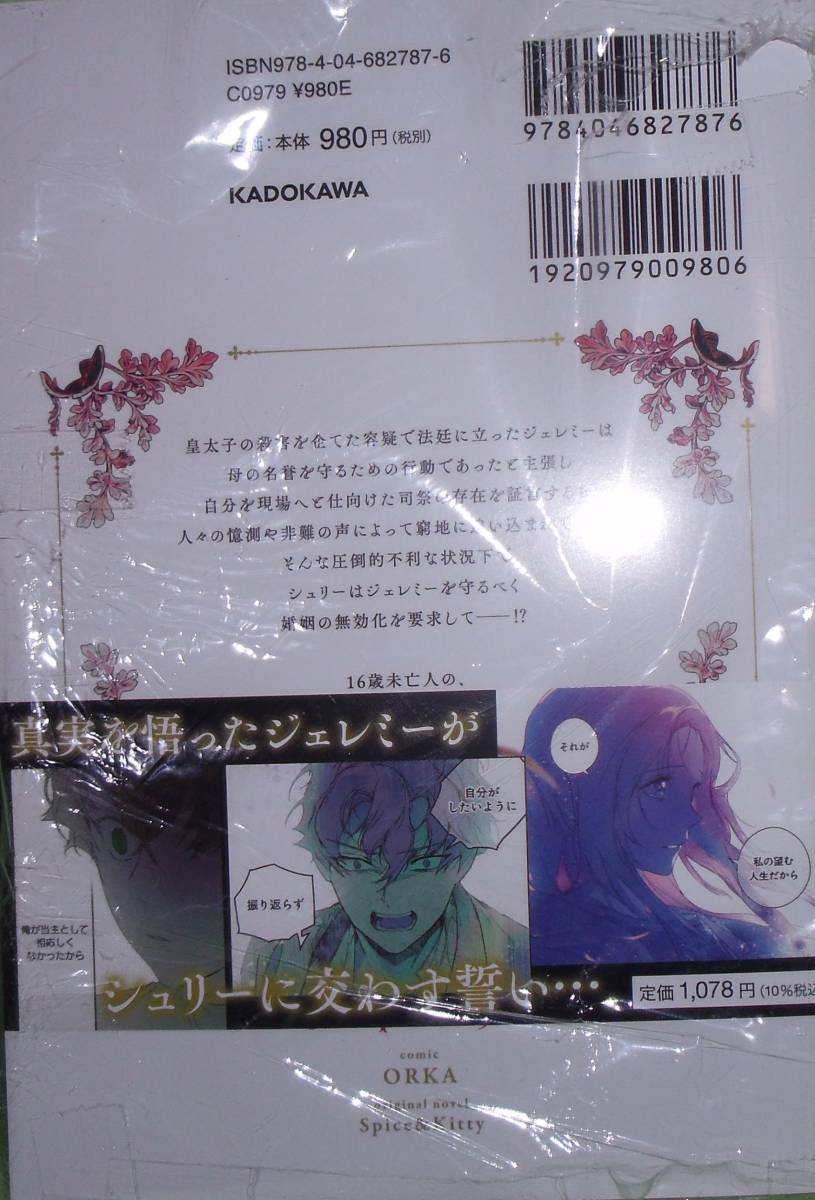 ISBN978-4-04-682787-6
C0979 ¥980E
定価:本体 980円(税別)
KADOKAWA
9784046827876
1920979009806
皇太子の殺害を企てた容疑で法廷に立ったジェレミーは
母の名誉を守るための行動であったと主張し
自分を現場へと仕向けた司祭の存在を証言する
人々の憶測や非難の声によって窮地に追い込まれ
そんな圧倒的不利な状況下で
シュリーはジェレミーを守るべく
婚姻の無効化を要求して――!?
16歳未亡人の、
真実を悟ったジェレミーが
それが
自分が
したいように
私の望む
人生だから
振り返らず
俺が当主として
相応しく
なかったから
シュリーに交わす誓い…
定価 1,078 円 (10%税込
comic
ORKA
original novel
Spice&Kitty